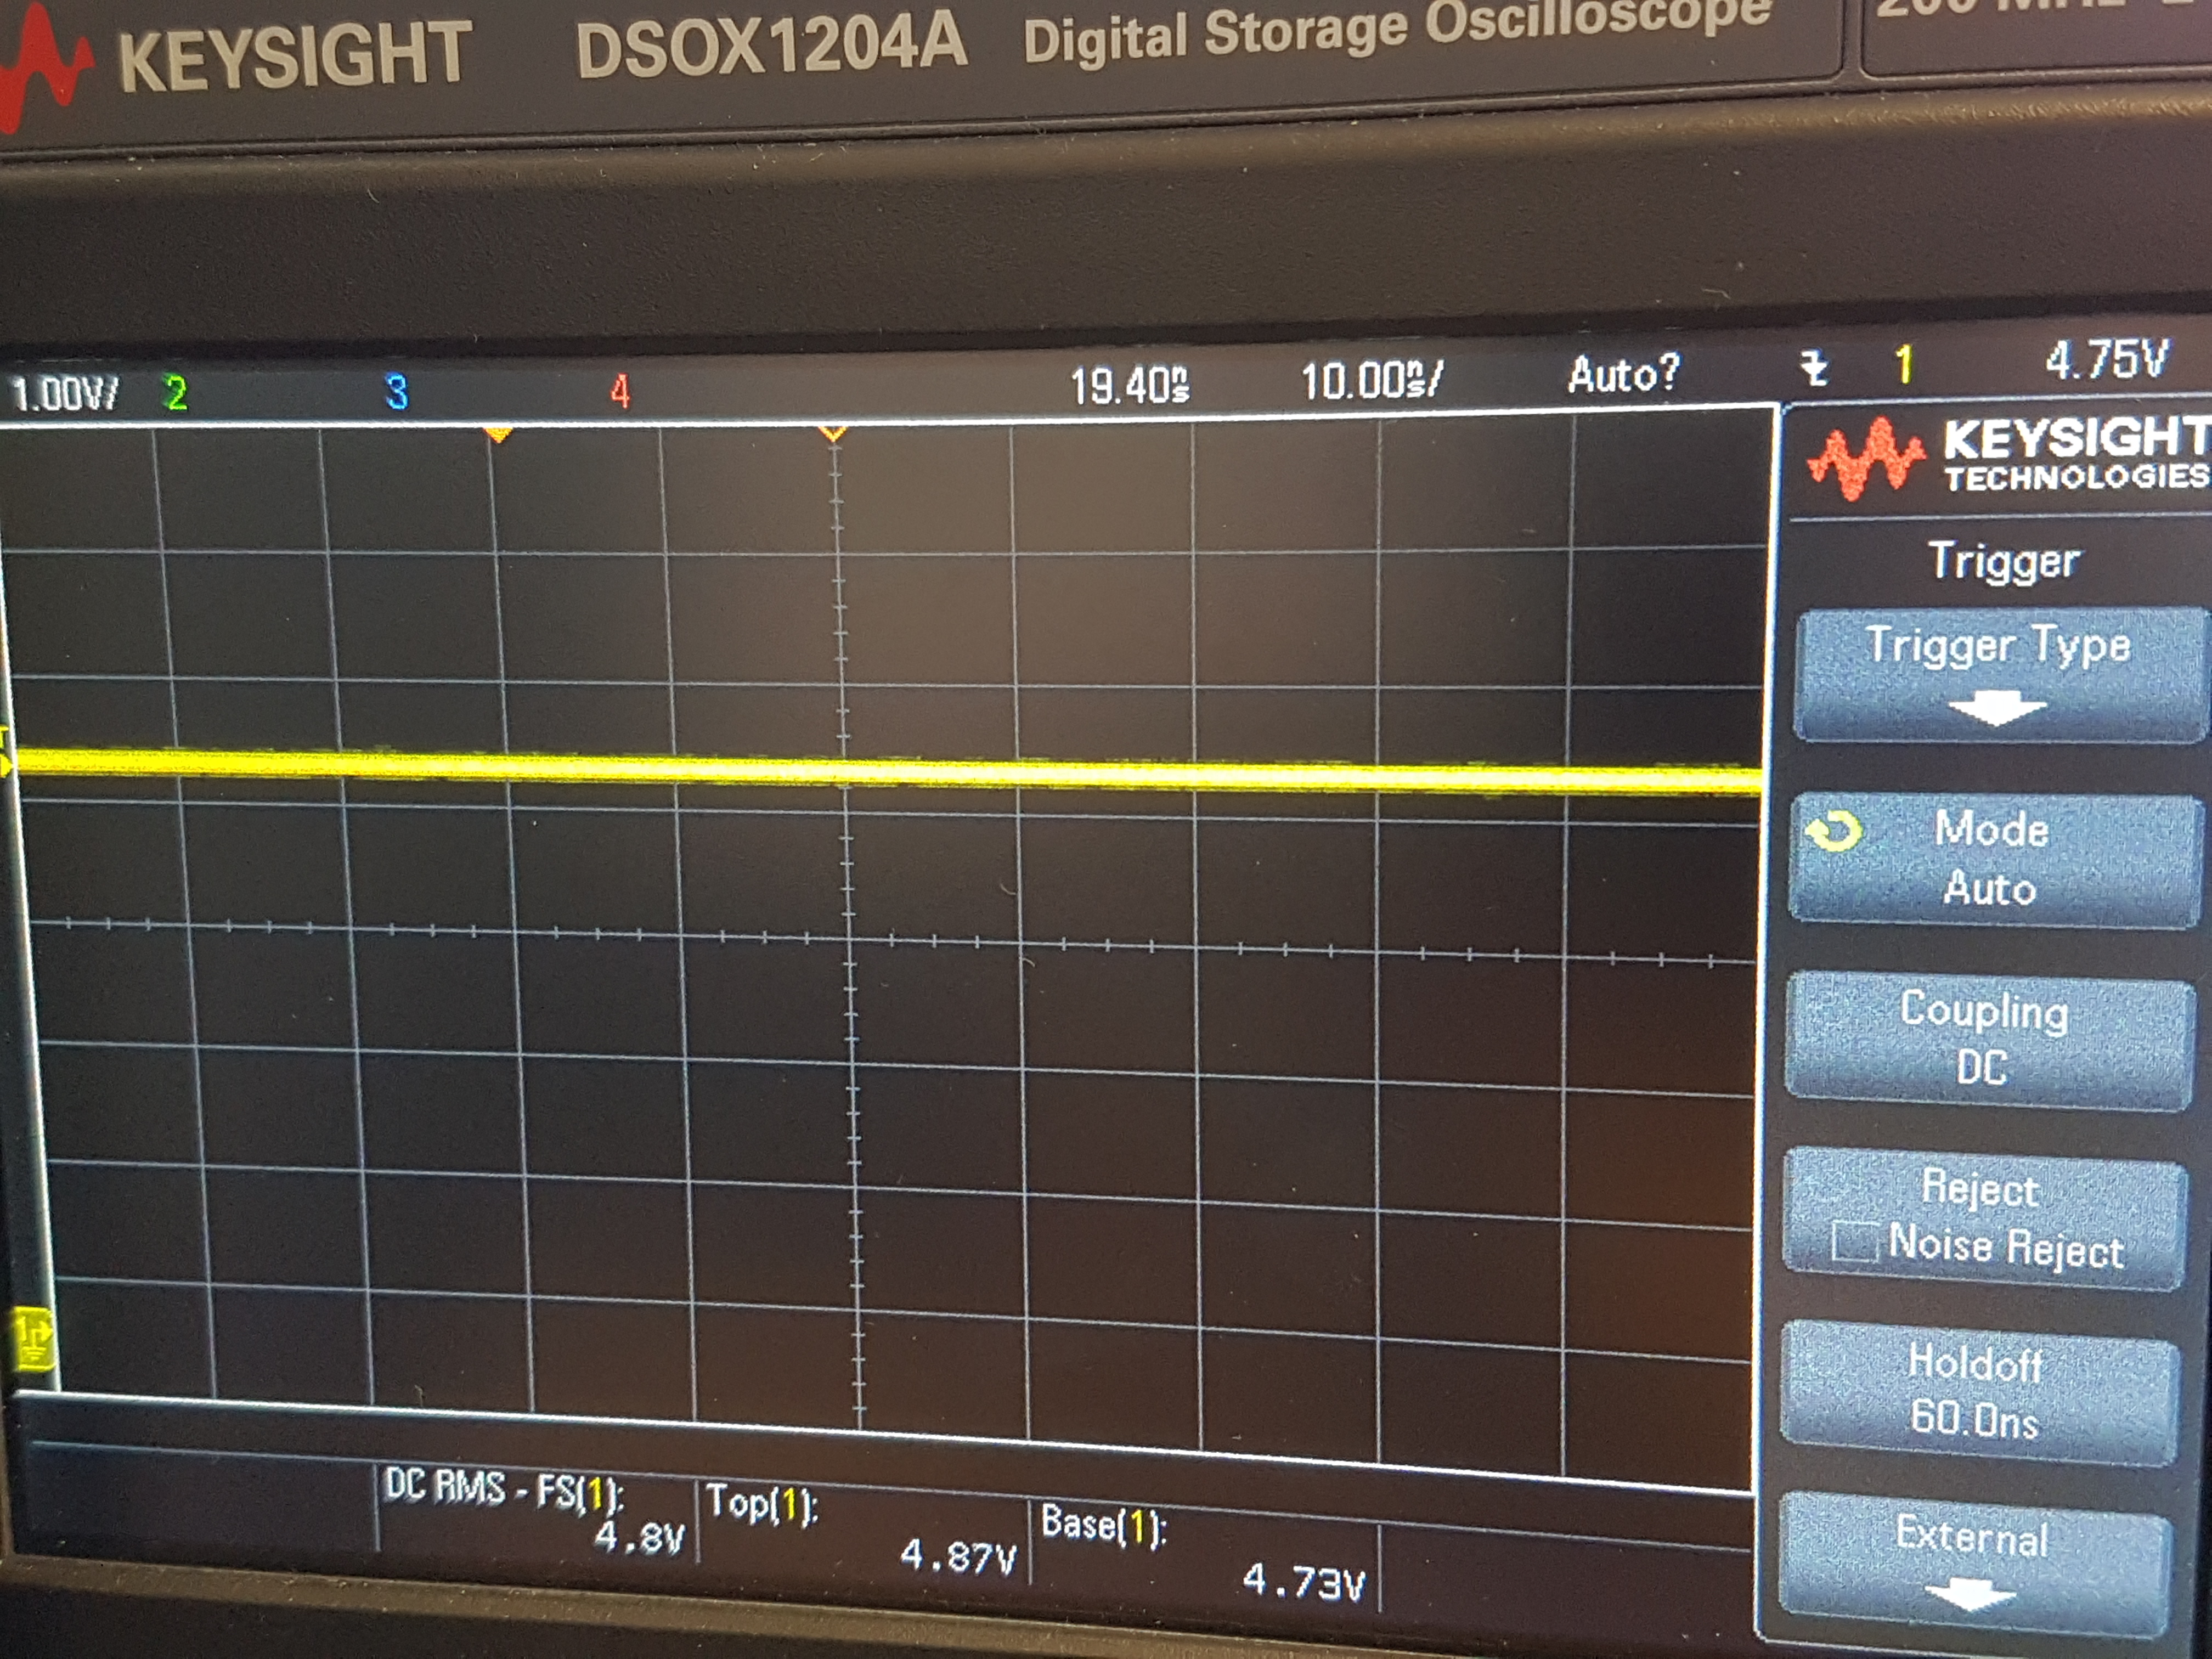 KEYSIGHT DSOX1204A Digital Storage Oscilloscope
1.00V/ 2 3 4 19.40ns 10.00ns/ Auto? 1 4.75V
KEYSIGHT
TECHNOLOGIES
Trigger
Trigger Type
Mode
Auto
Coupling
DC
Reject
Noise Reject
Holdoff
60.0ns
External
T
1
DC RMS - FS(1):
4.8V
Top(1):
4.87V
Base(1):
4.73V